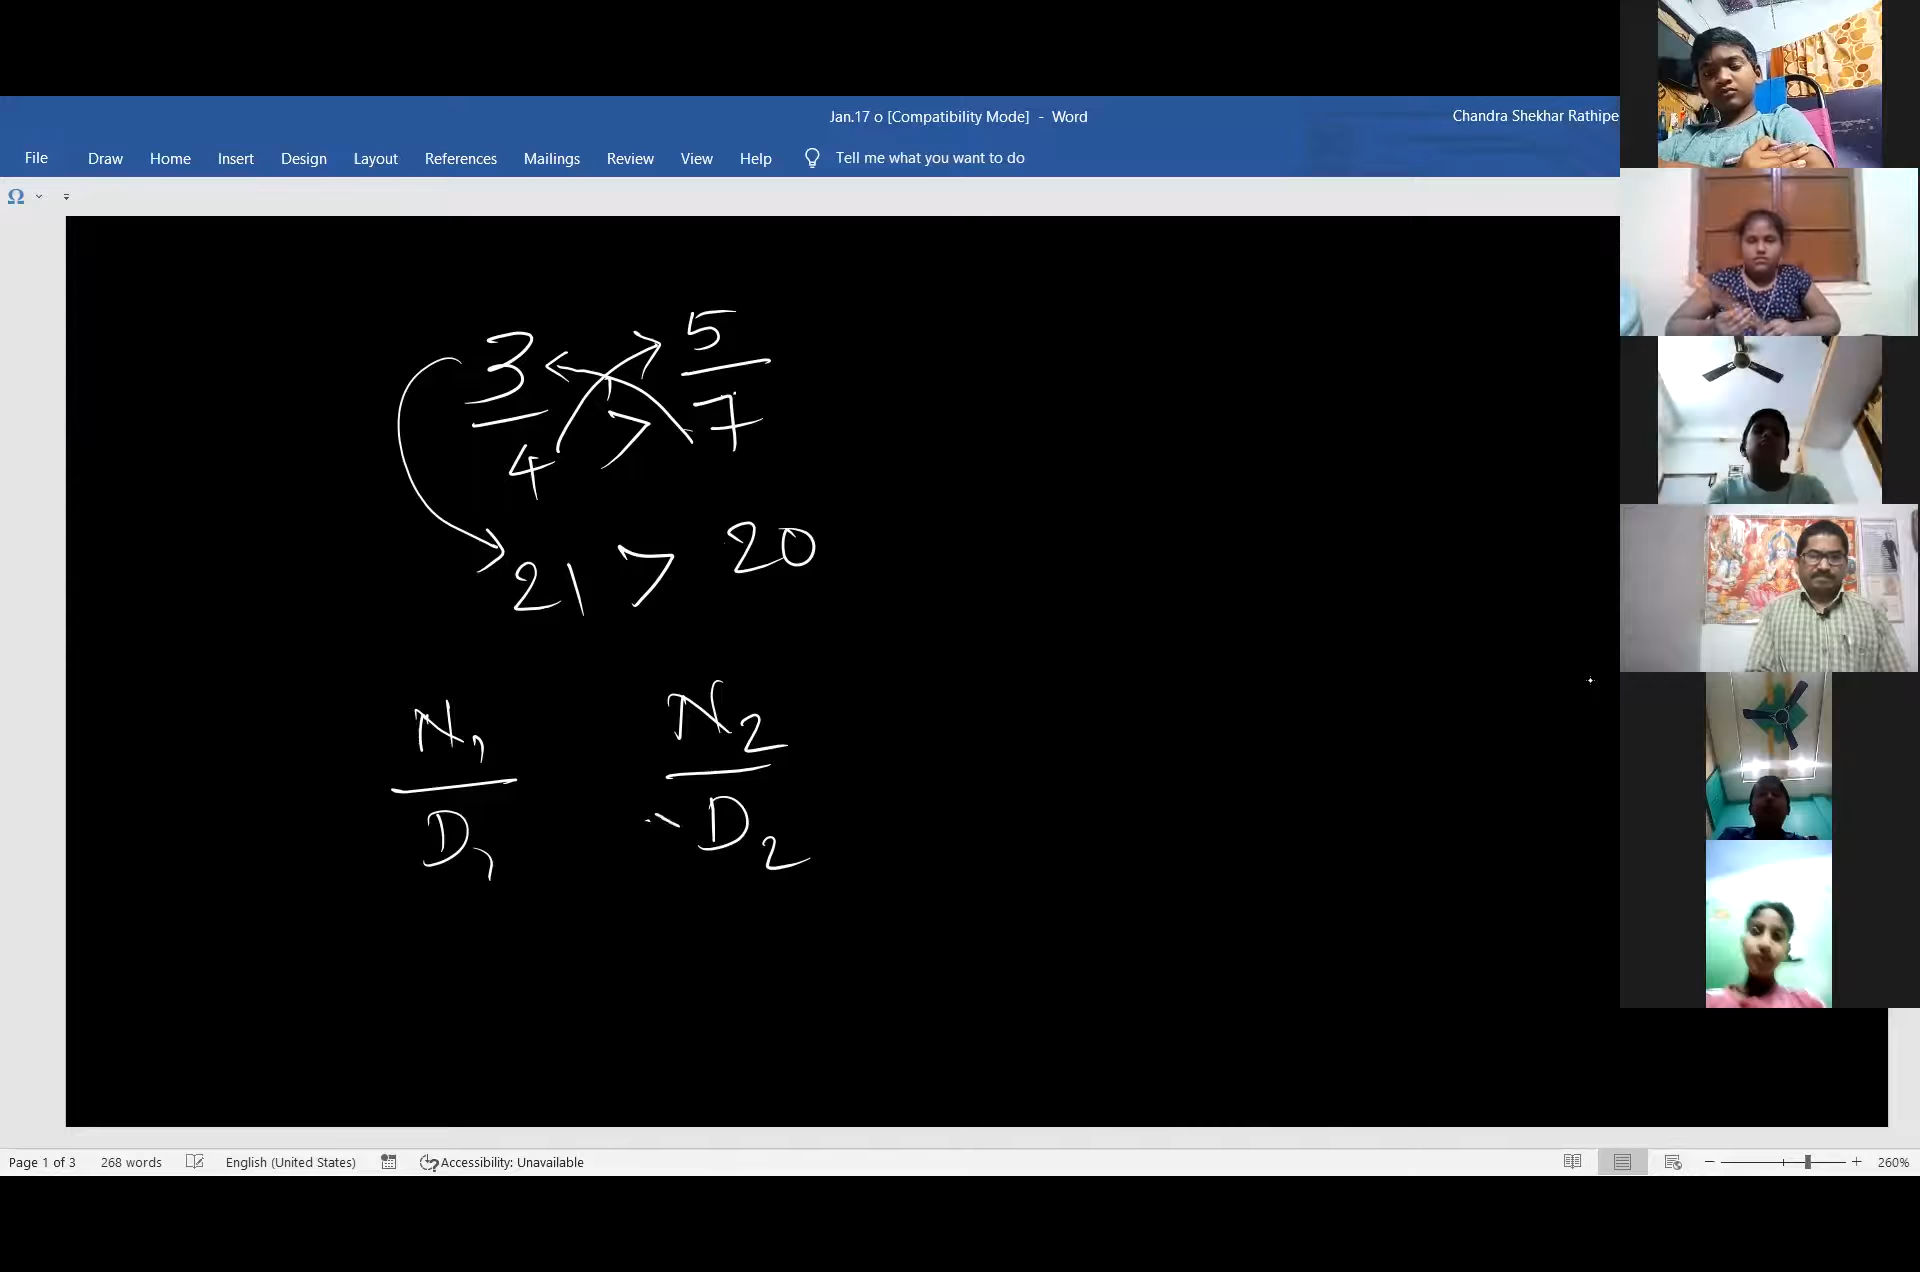 Jan.17 o [Compatibility Mode] - Word
Chandra Shekhar Rathipe
File Draw Home Insert Design Layout References Mailings Review View Help Tell me what you want to do
Ω
3/4 > 5/7
21 > 20
N1/D1 N2/D2
Page 1 of 3 268 words English (United States) Accessibility: Unavailable 260%